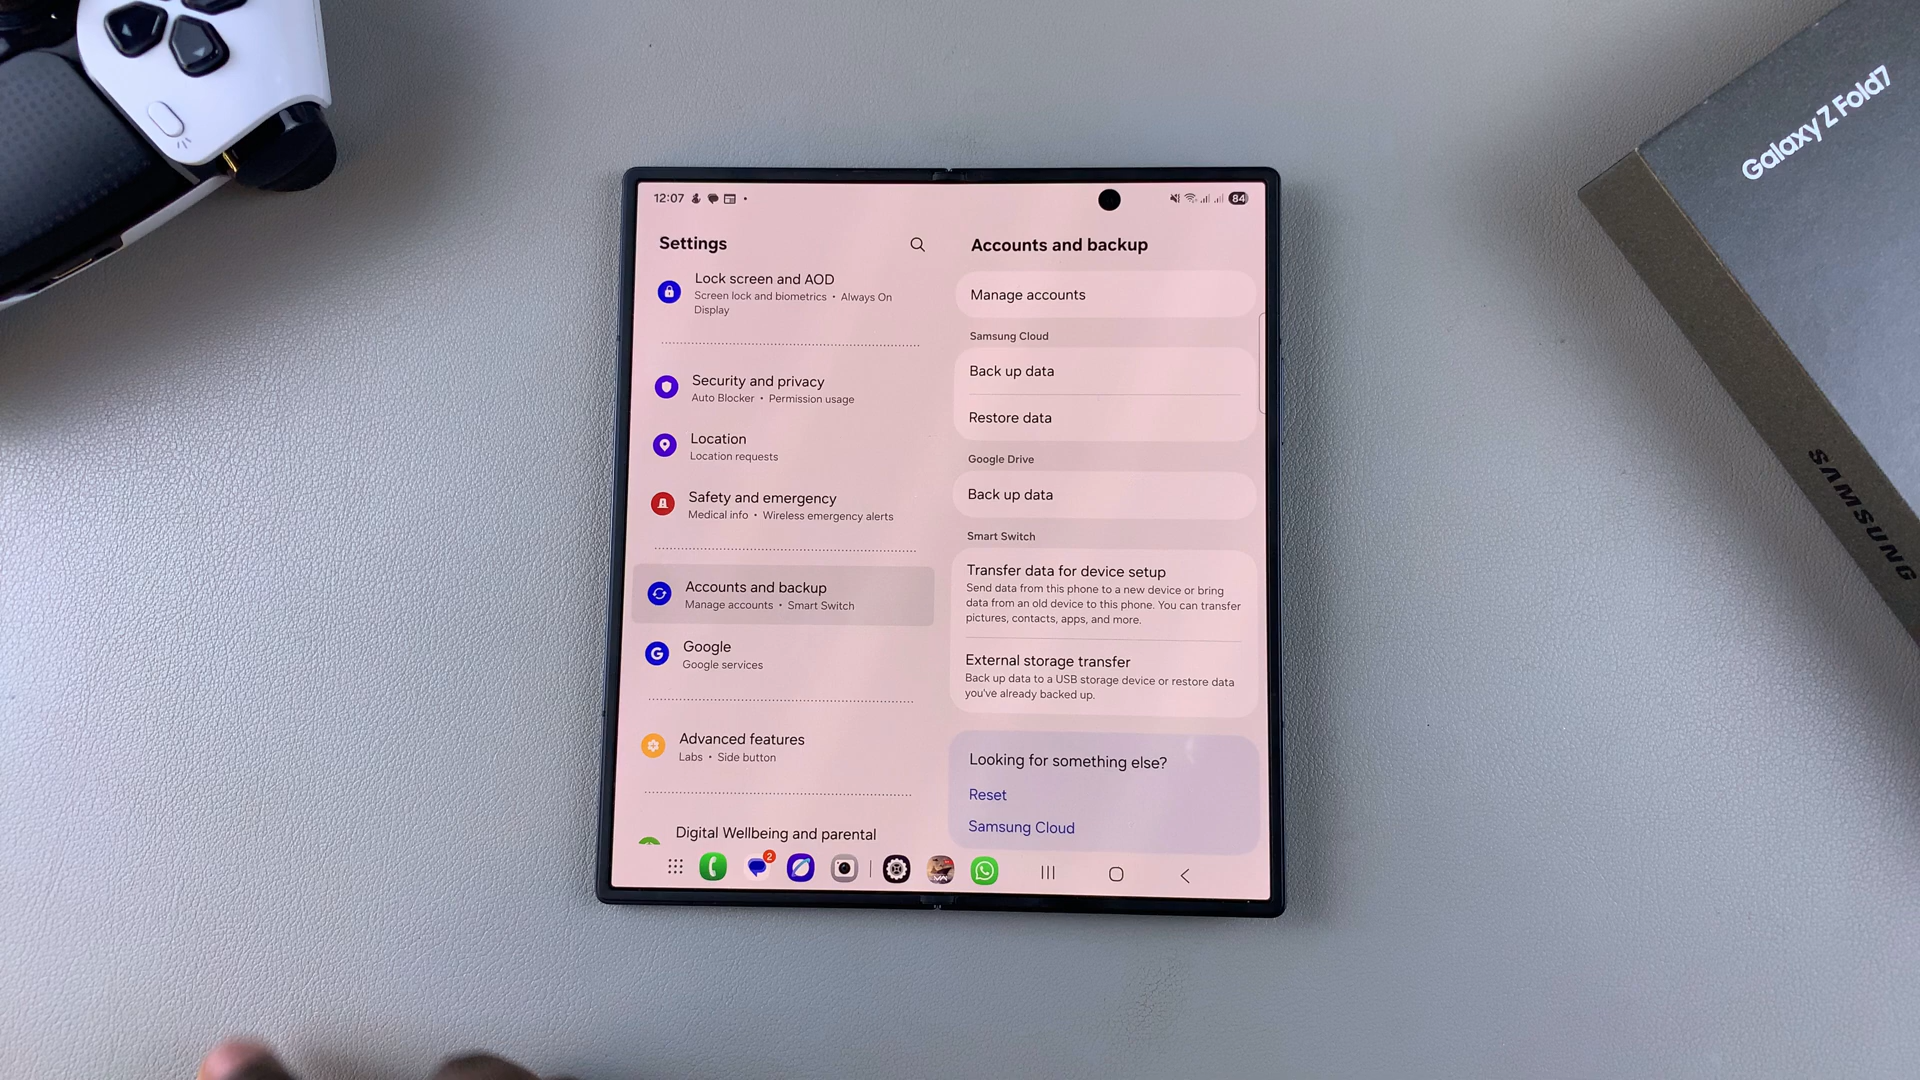 Galaxy Z Fold7
SAMSUNG
12:07
84
Settings
Lock screen and AOD
Screen lock and biometrics • Always On
Display
Security and privacy
Auto Blocker • Permission usage
Location
Location requests
Safety and emergency
Medical info • Wireless emergency alerts
Accounts and backup
Manage accounts • Smart Switch
Google
Google services
Advanced features
Labs • Side button
Digital Wellbeing and parental
2
Accounts and backup
Manage accounts
Samsung Cloud
Back up data
Restore data
Google Drive
Back up data
Smart Switch
Transfer data for device setup
Send data from this phone to a new device or bring
data from an old device to this phone. You can transfer
pictures, contacts, apps, and more.
External storage transfer
Back up data to a USB storage device or restore data
you've already backed up.
Looking for something else?
Reset
Samsung Cloud